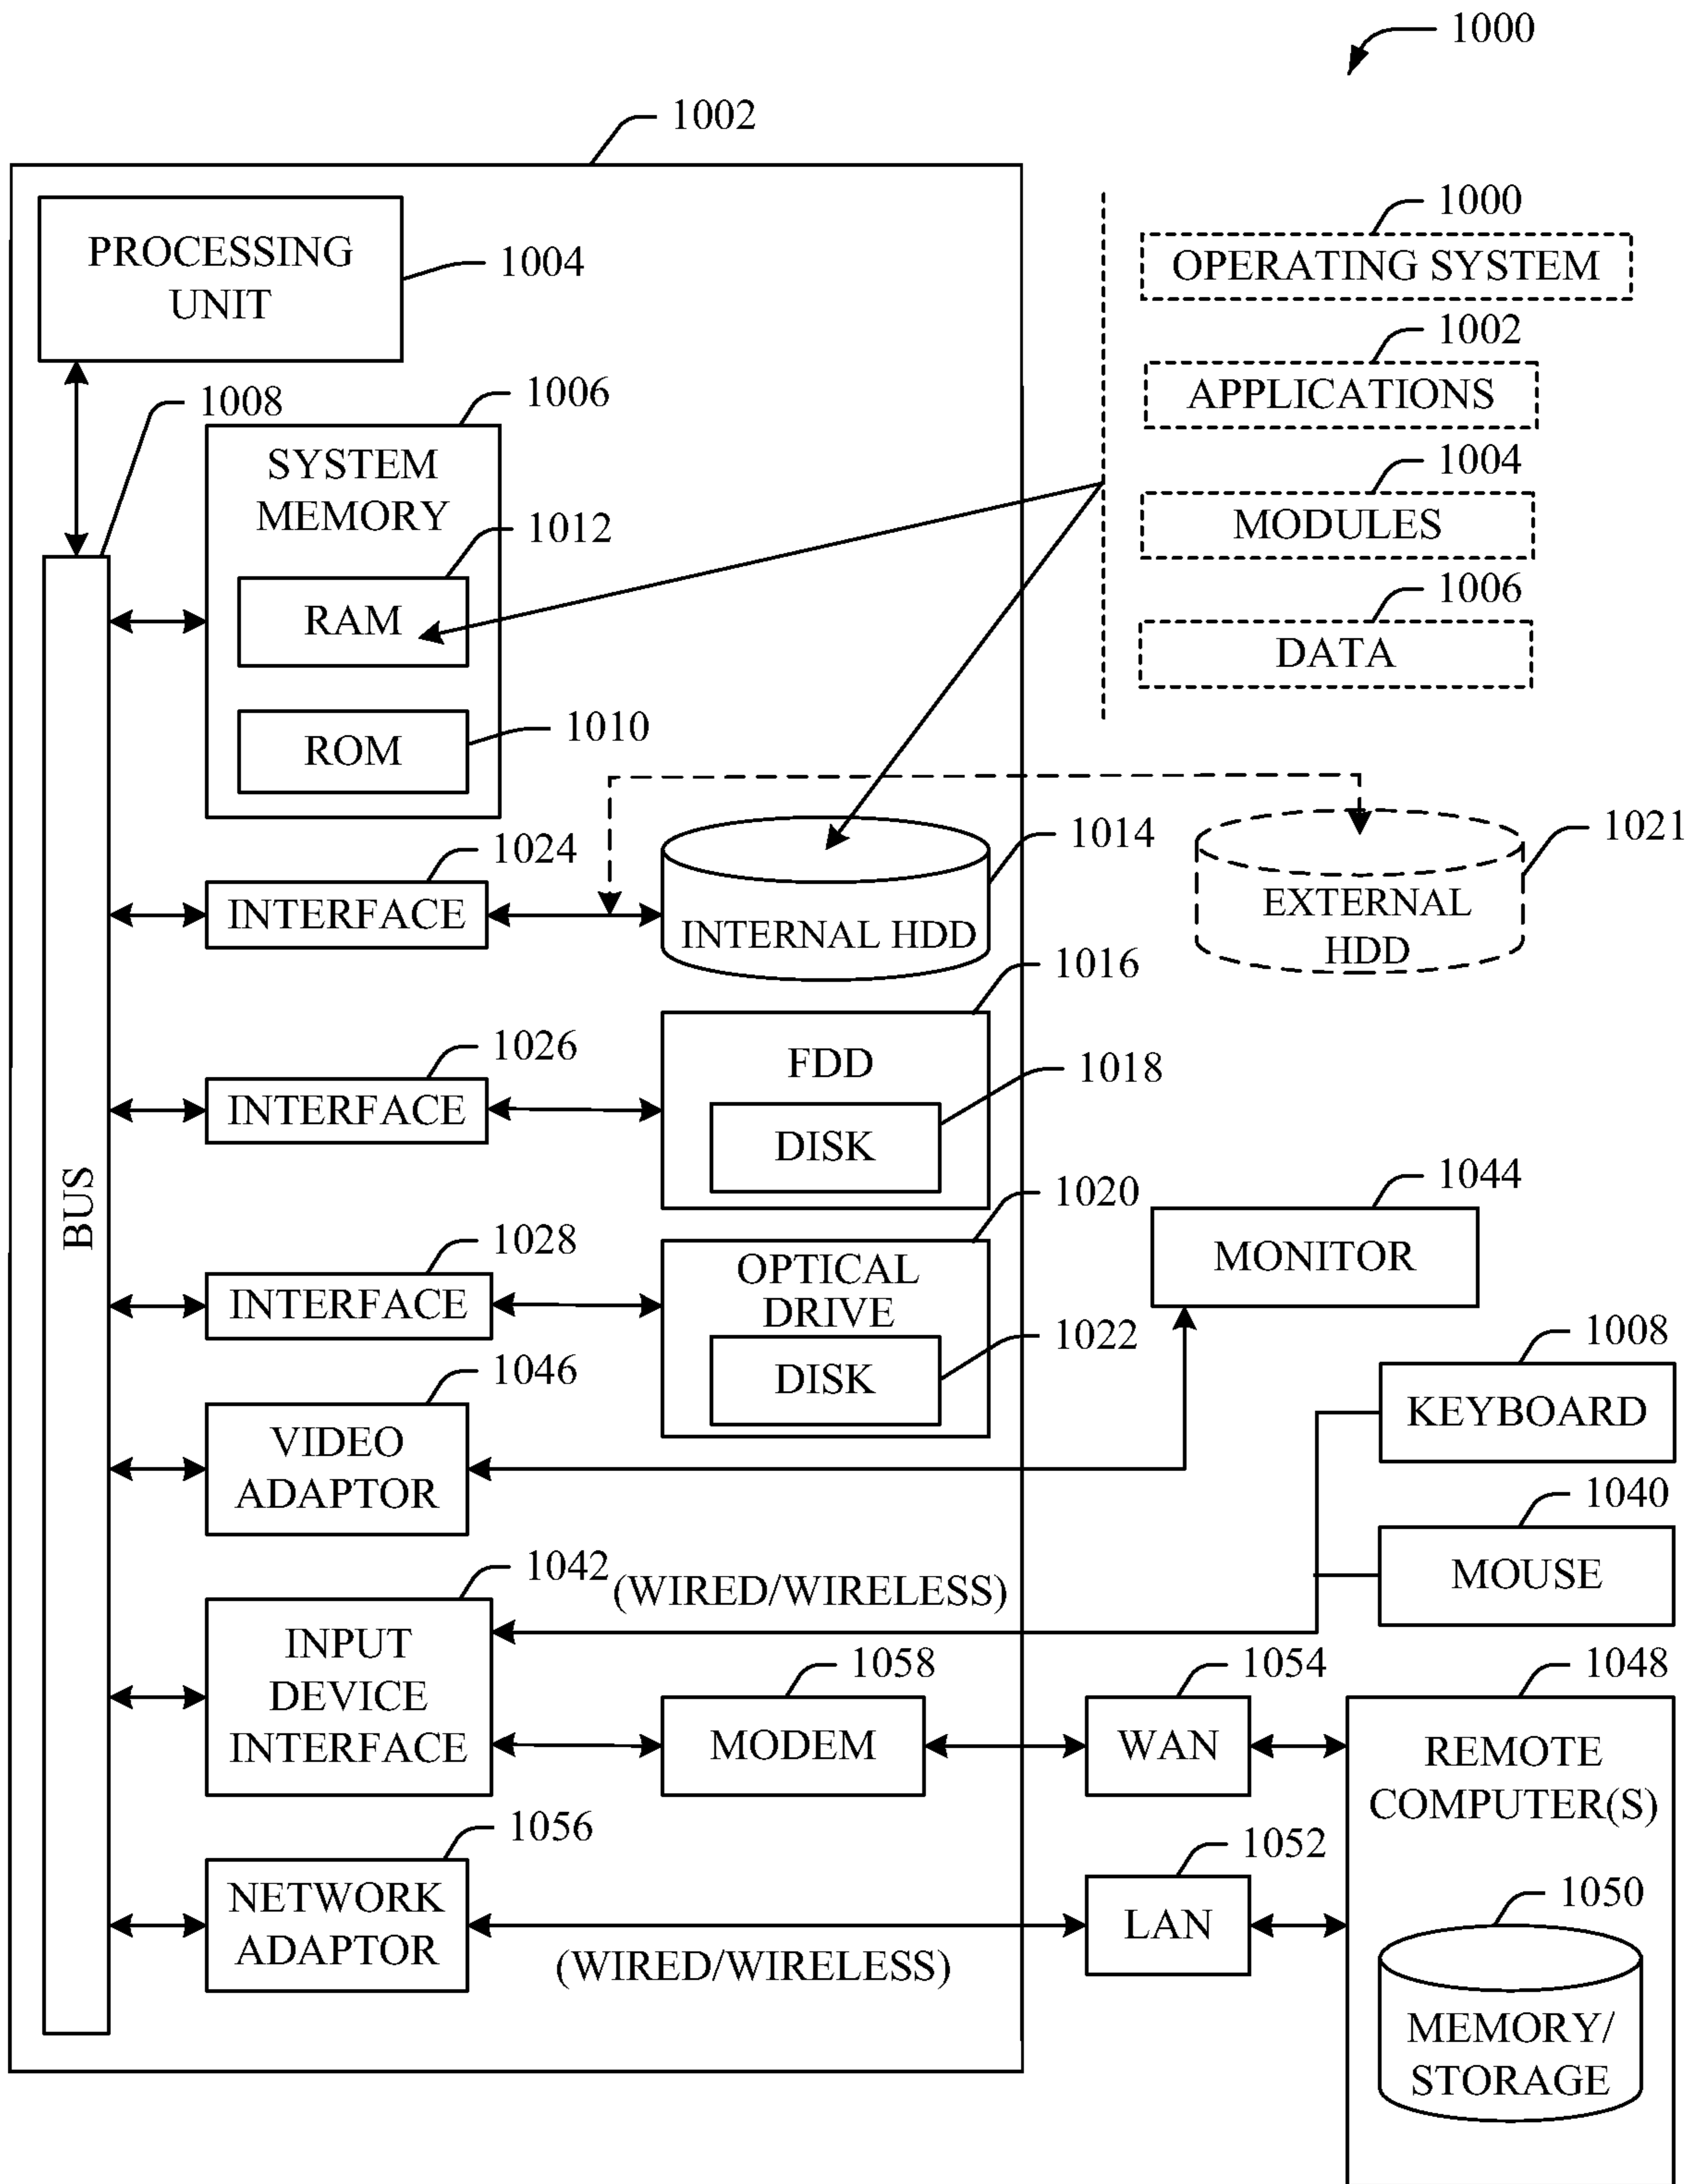 1000
1002
PROCESSING
UNIT
1004
1000
OPERATING SYSTEM
1002
APPLICATIONS
1004
MODULES
1006
DATA
1008
1006
SYSTEM
MEMORY
1012
RAM
1010
ROM
1024
INTERFACE
1014
INTERNAL HDD
1021
EXTERNAL
HDD
1026
INTERFACE
1016
FDD
1018
DISK
BUS
1028
INTERFACE
1020
OPTICAL
DRIVE
1022
DISK
1044
MONITOR
1046
VIDEO
ADAPTOR
1008
KEYBOARD
1040
MOUSE
1042
(WIRED/WIRELESS)
INPUT
DEVICE
INTERFACE
1058
MODEM
1054
WAN
1048
REMOTE
COMPUTER(S)
1056
NETWORK
ADAPTOR
(WIRED/WIRELESS)
1052
LAN
1050
MEMORY/
STORAGE